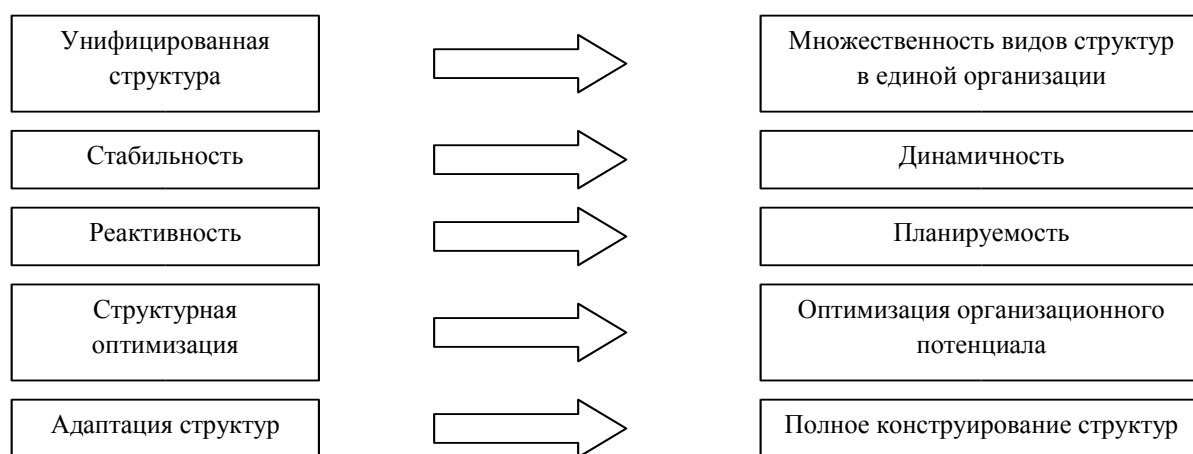 Унифицированная
структура
Множественность видов структур
в единой организации
Стабильность
Динамичность
Реактивность
Планируемость
Структурная
оптимизация
Оптимизация организационного
потенциала
Адаптация структур
Полное конструирование структур